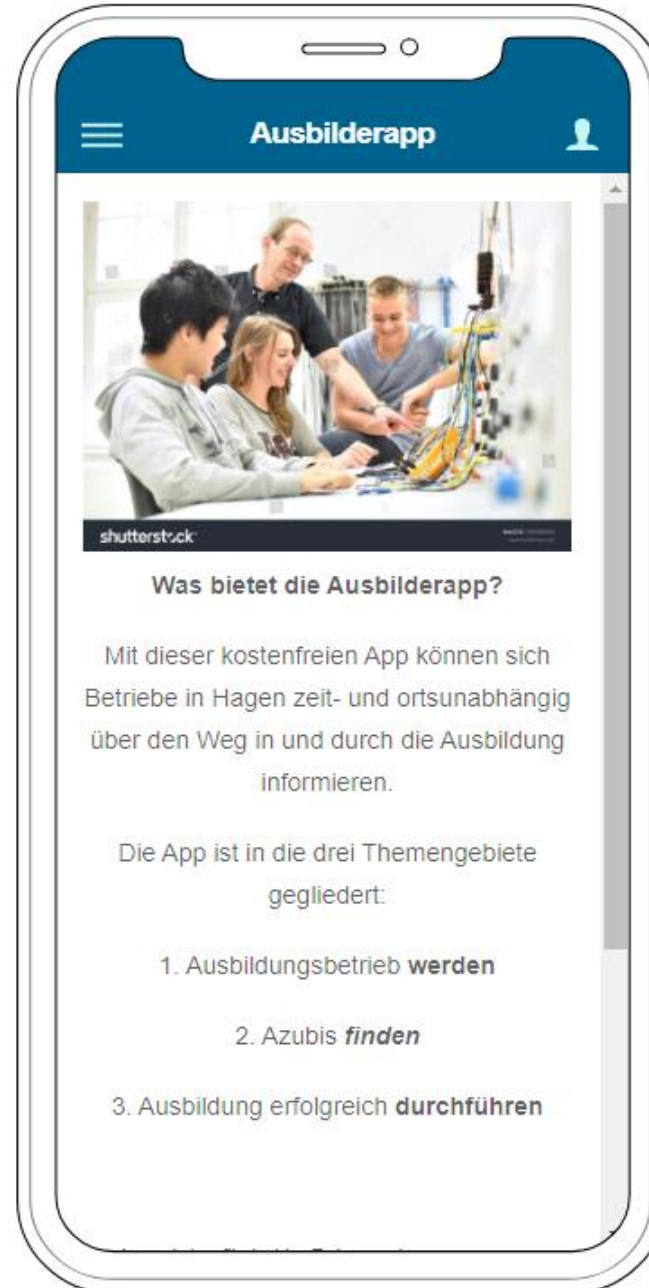 Ausbilderapp
shutterstock
Was bietet die Ausbilderapp?
Mit dieser kostenfreien App können sich
Betriebe in Hagen zeit- und ortsunabhängig
über den Weg in und durch die Ausbildung
informieren.
Die App ist in die drei Themengebiete
gegliedert:
1. Ausbildungsbetrieb werden
2. Azubis finden
3. Ausbildung erfolgreich durchführen